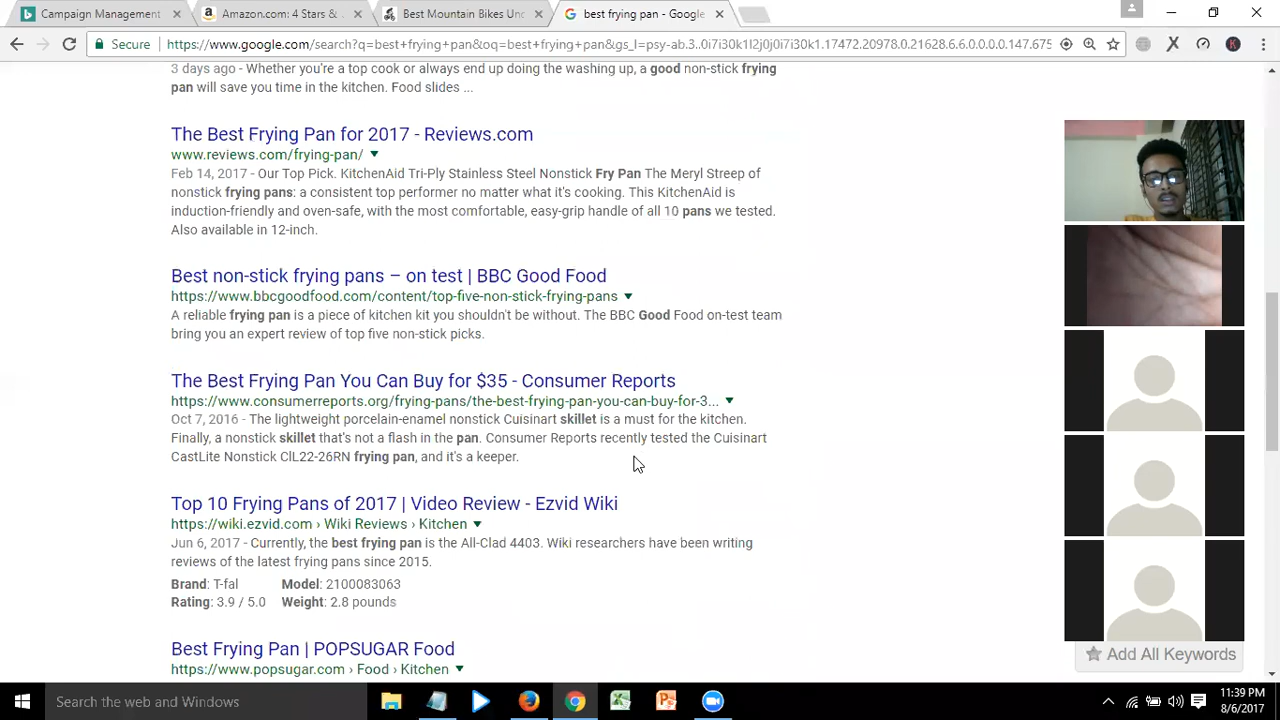 Campaign Management
Amazon.com: 4 Stars &
Best Mountain Bikes Und
best frying pan - Google
Secure
https://www.google.com/search?q=best+frying+pan&oq=best+frying+pan&gs_l=psy-ab.3..0i7i30k1l2j0j0i7i30k1.17472.20978.0.21628.6.6.0.0.0.0.147.675
3 days ago - Whether you're a top cook or always end up doing the washing up, a good non-stick frying
pan will save you time in the kitchen. Food slides ...
The Best Frying Pan for 2017 - Reviews.com
www.reviews.com/frying-pan/
Feb 14, 2017 - Our Top Pick. KitchenAid Tri-Ply Stainless Steel Nonstick Fry Pan The Meryl Streep of
nonstick frying pans: a consistent top performer no matter what it's cooking. This KitchenAid is
induction-friendly and oven-safe, with the most comfortable, easy-grip handle of all 10 pans we tested.
Also available in 12-inch.
Best non-stick frying pans – on test | BBC Good Food
https://www.bbcgoodfood.com/content/top-five-non-stick-frying-pans
A reliable frying pan is a piece of kitchen kit you shouldn't be without. The BBC Good Food on-test team
bring you an expert review of top five non-stick picks.
The Best Frying Pan You Can Buy for $35 - Consumer Reports
https://www.consumerreports.org/frying-pans/the-best-frying-pan-you-can-buy-for-3...
Oct 7, 2016 - The lightweight porcelain-enamel nonstick Cuisinart skillet is a must for the kitchen.
Finally, a nonstick skillet that's not a flash in the pan. Consumer Reports recently tested the Cuisinart
CastLite Nonstick CIL22-26RN frying pan, and it's a keeper.
Top 10 Frying Pans of 2017 | Video Review - Ezvid Wiki
https://wiki.ezvid.com › Wiki Reviews › Kitchen
Jun 6, 2017 - Currently, the best frying pan is the All-Clad 4403. Wiki researchers have been writing
reviews of the latest frying pans since 2015.
Brand: T-fal Model: 2100083063
Rating: 3.9 / 5.0 Weight: 2.8 pounds
Best Frying Pan | POPSUGAR Food
https://www.popsugar.com › Food › Kitchen
Add All Keywords
Search the web and Windows
11:39 PM
8/6/2017